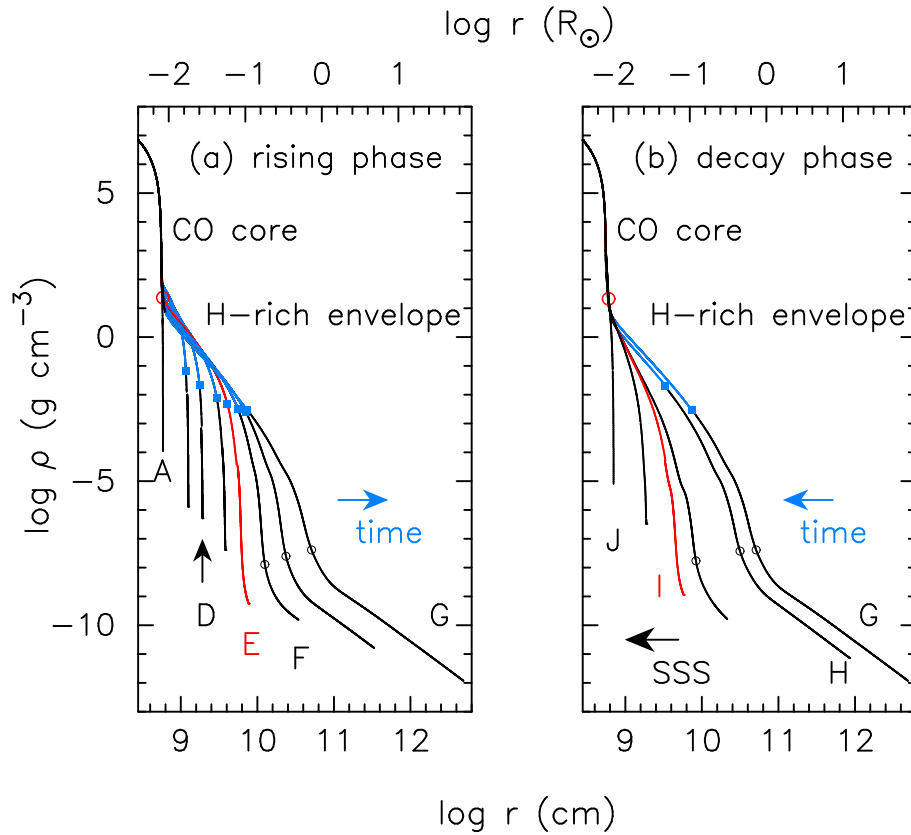 log r (R⊙)
−2 −1 0 1 −2 −1 0 1
(a) rising phase (b) decay phase
5
CO core CO core
H−rich envelope H−rich envelope
0
log ρ (g cm⁻³)
A
−5
time time
J
D E F G
I
SSS H G
−10
9 10 11 12 9 10 11 12
log r (cm)